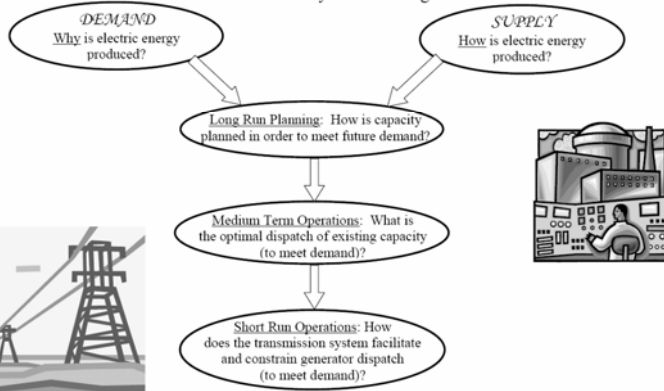 DEMAND
Why is electric energy
produced?
SUPPLY
How is electric energy
produced?
Long Run Planning: How is capacity
planned in order to meet future demand?
Medium Term Operations: What is
the optimal dispatch of existing capacity
(to meet demand)?
Short Run Operations: How
does the transmission system facilitate
and constrain generator dispatch
(to meet demand)?